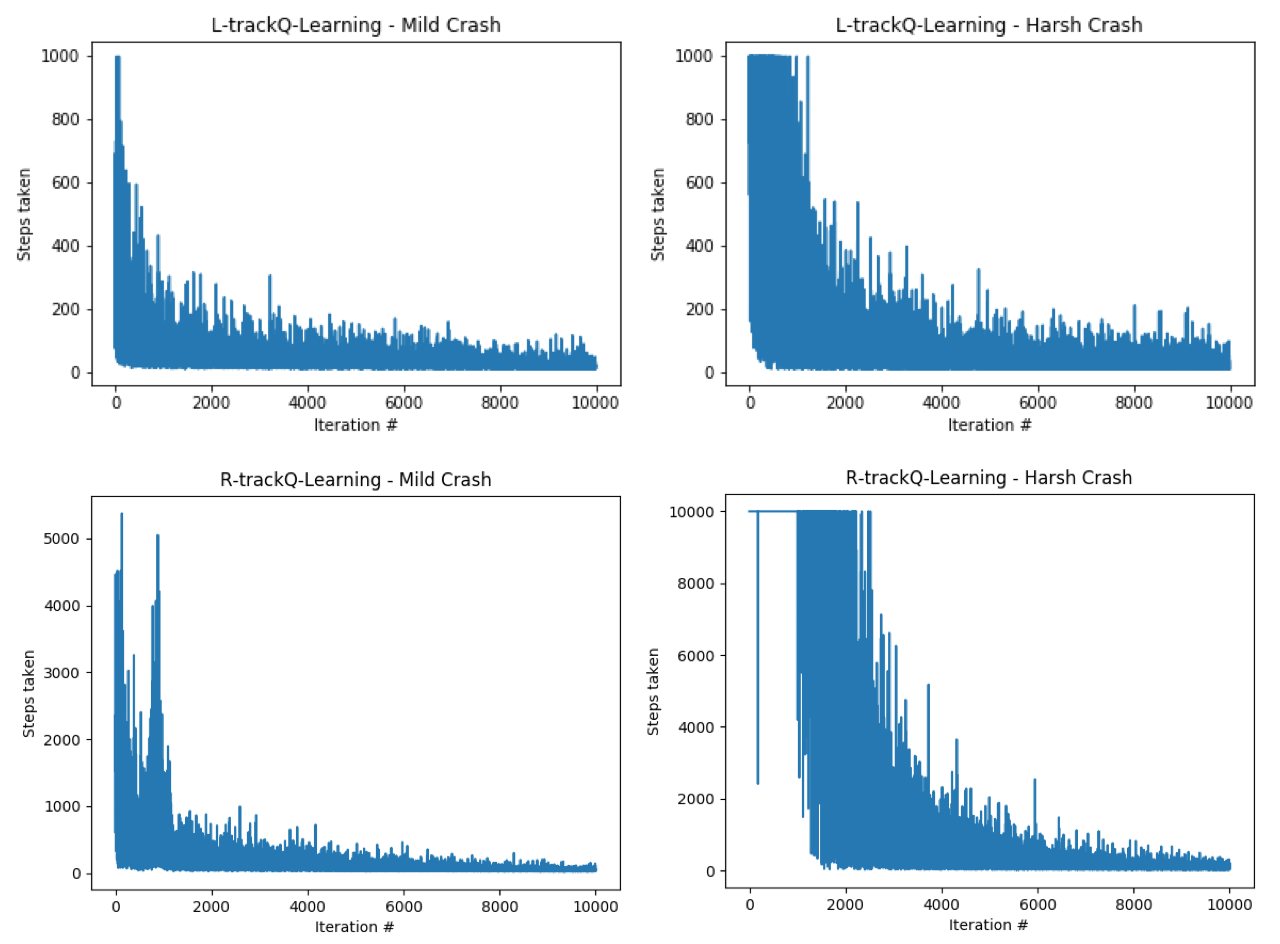 L-trackQ-Learning - Mild Crash
1000
800
600
400
200
0
Steps taken
0 2000 4000 6000 8000 10000
Iteration #
L-trackQ-Learning - Harsh Crash
1000
800
600
400
200
0
Steps taken
0 2000 4000 6000 8000 10000
Iteration #
R-trackQ-Learning - Mild Crash
5000
4000
3000
2000
1000
0
Steps taken
0 2000 4000 6000 8000 10000
Iteration #
R-trackQ-Learning - Harsh Crash
10000
8000
6000
4000
2000
0
Steps taken
0 2000 4000 6000 8000 10000
Iteration #